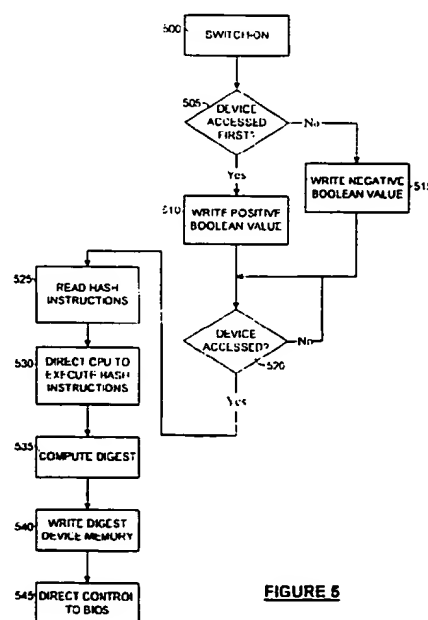 500
SWITCH-ON
505
DEVICE
ACCESSED
FIRST?
No
Yes
510
WRITE POSITIVE
BOOLEAN VALUE
WRITE NEGATIVE
BOOLEAN VALUE
515
525
READ HASH
INSTRUCTIONS
DEVICE
ACCESSED?
No
520
Yes
530
DIRECT CPU TO
EXECUTE HASH
INSTRUCTIONS
535
COMPUTE DIGEST
540
WRITE DIGEST
DEVICE MEMORY
545
DIRECT CONTROL
TO BIOS
FIGURE 5